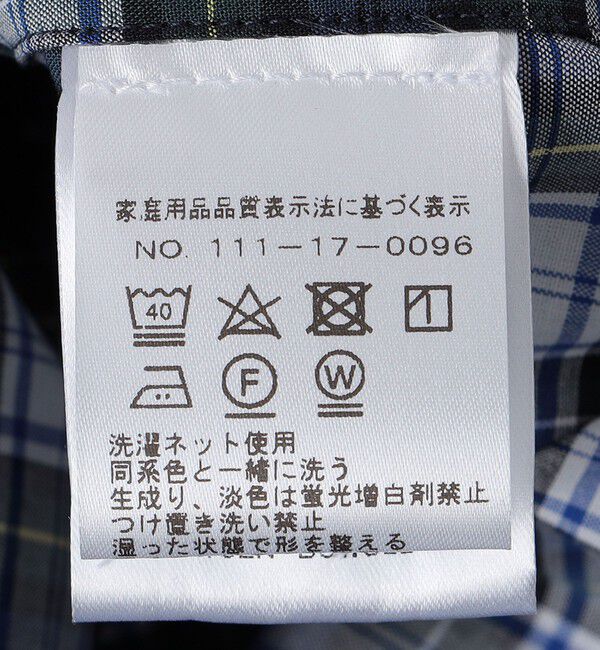 家庭用品品質表示法に基づく表示
NO. 111-17-0096
40
F W
洗濯ネット使用
同系色と一緒に洗う
生成り、淡色は蛍光増白剤禁止
つけ置き洗い禁止
湿った状態で形を整える